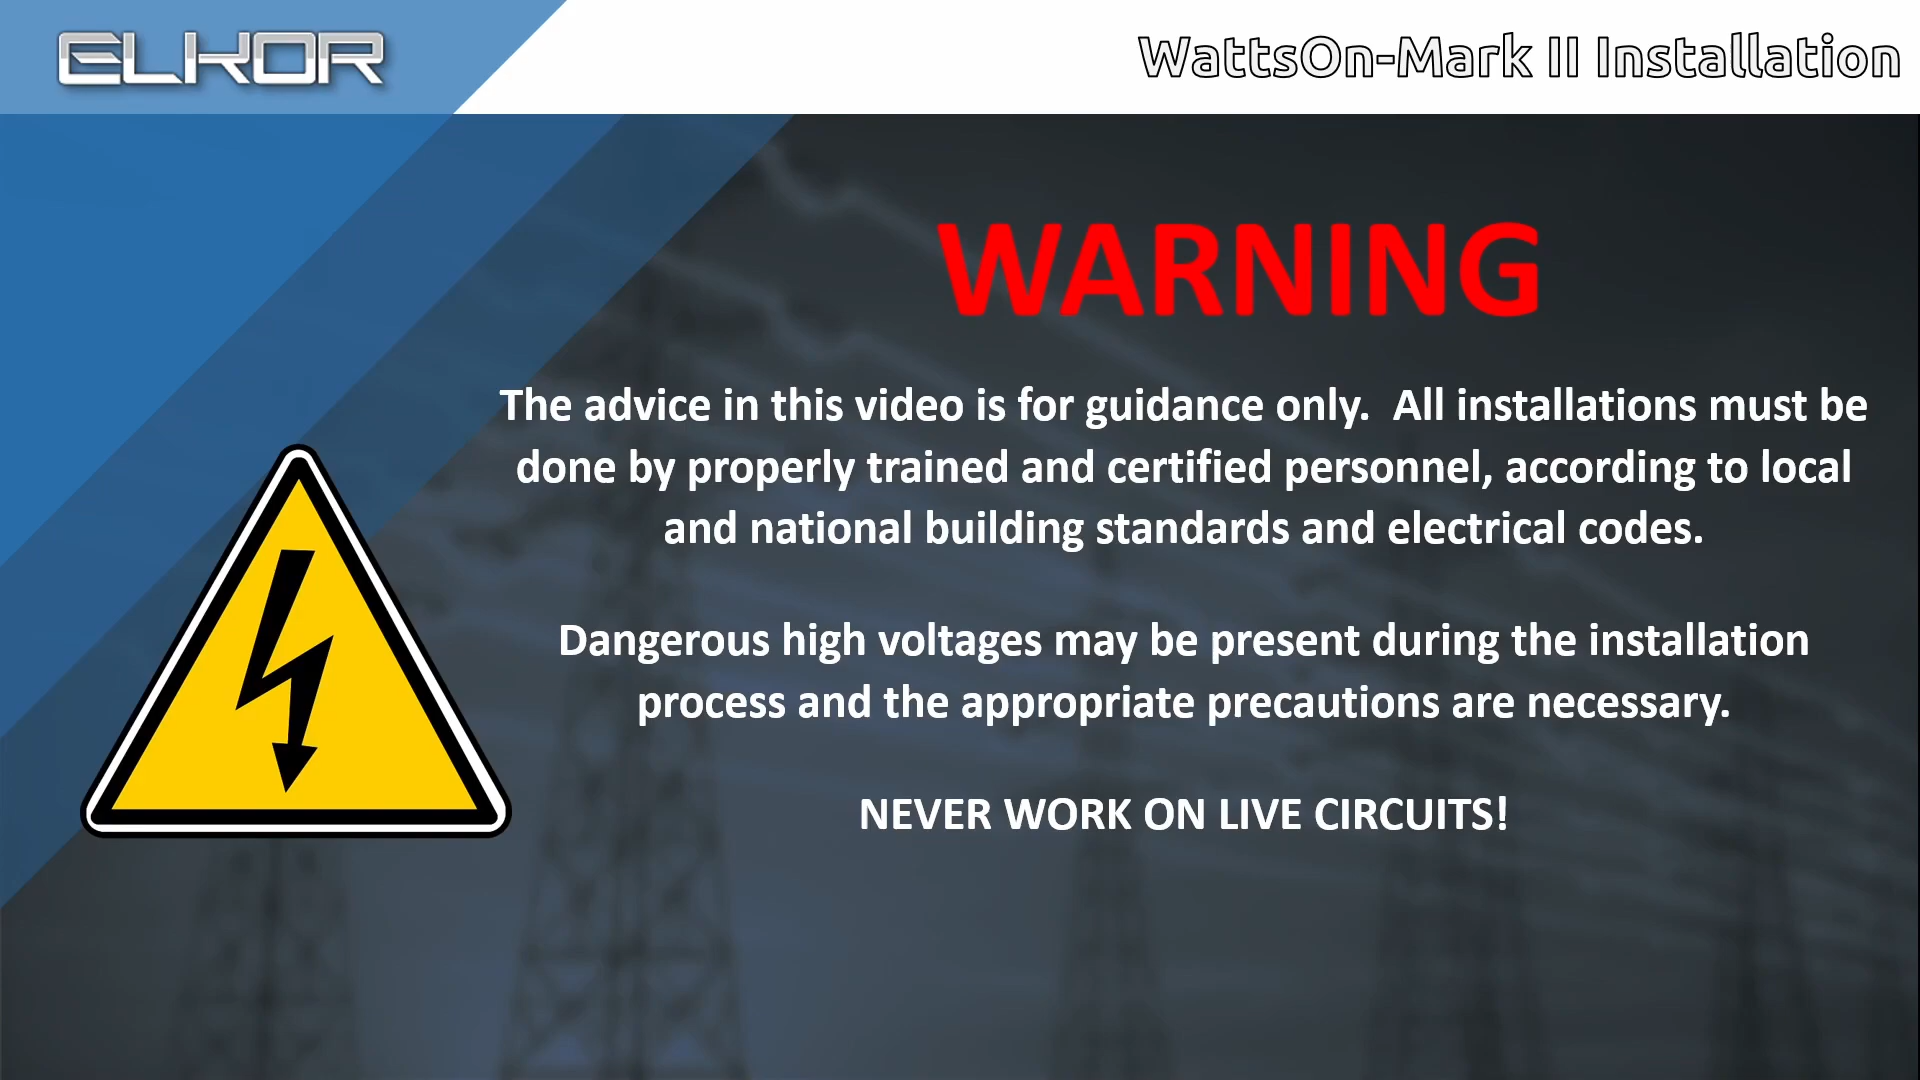 ELKOR
WattsOn-Mark II Installation
WARNING
The advice in this video is for guidance only.  All installations must be
done by properly trained and certified personnel, according to local
and national building standards and electrical codes.
Dangerous high voltages may be present during the installation
process and the appropriate precautions are necessary.
NEVER WORK ON LIVE CIRCUITS!